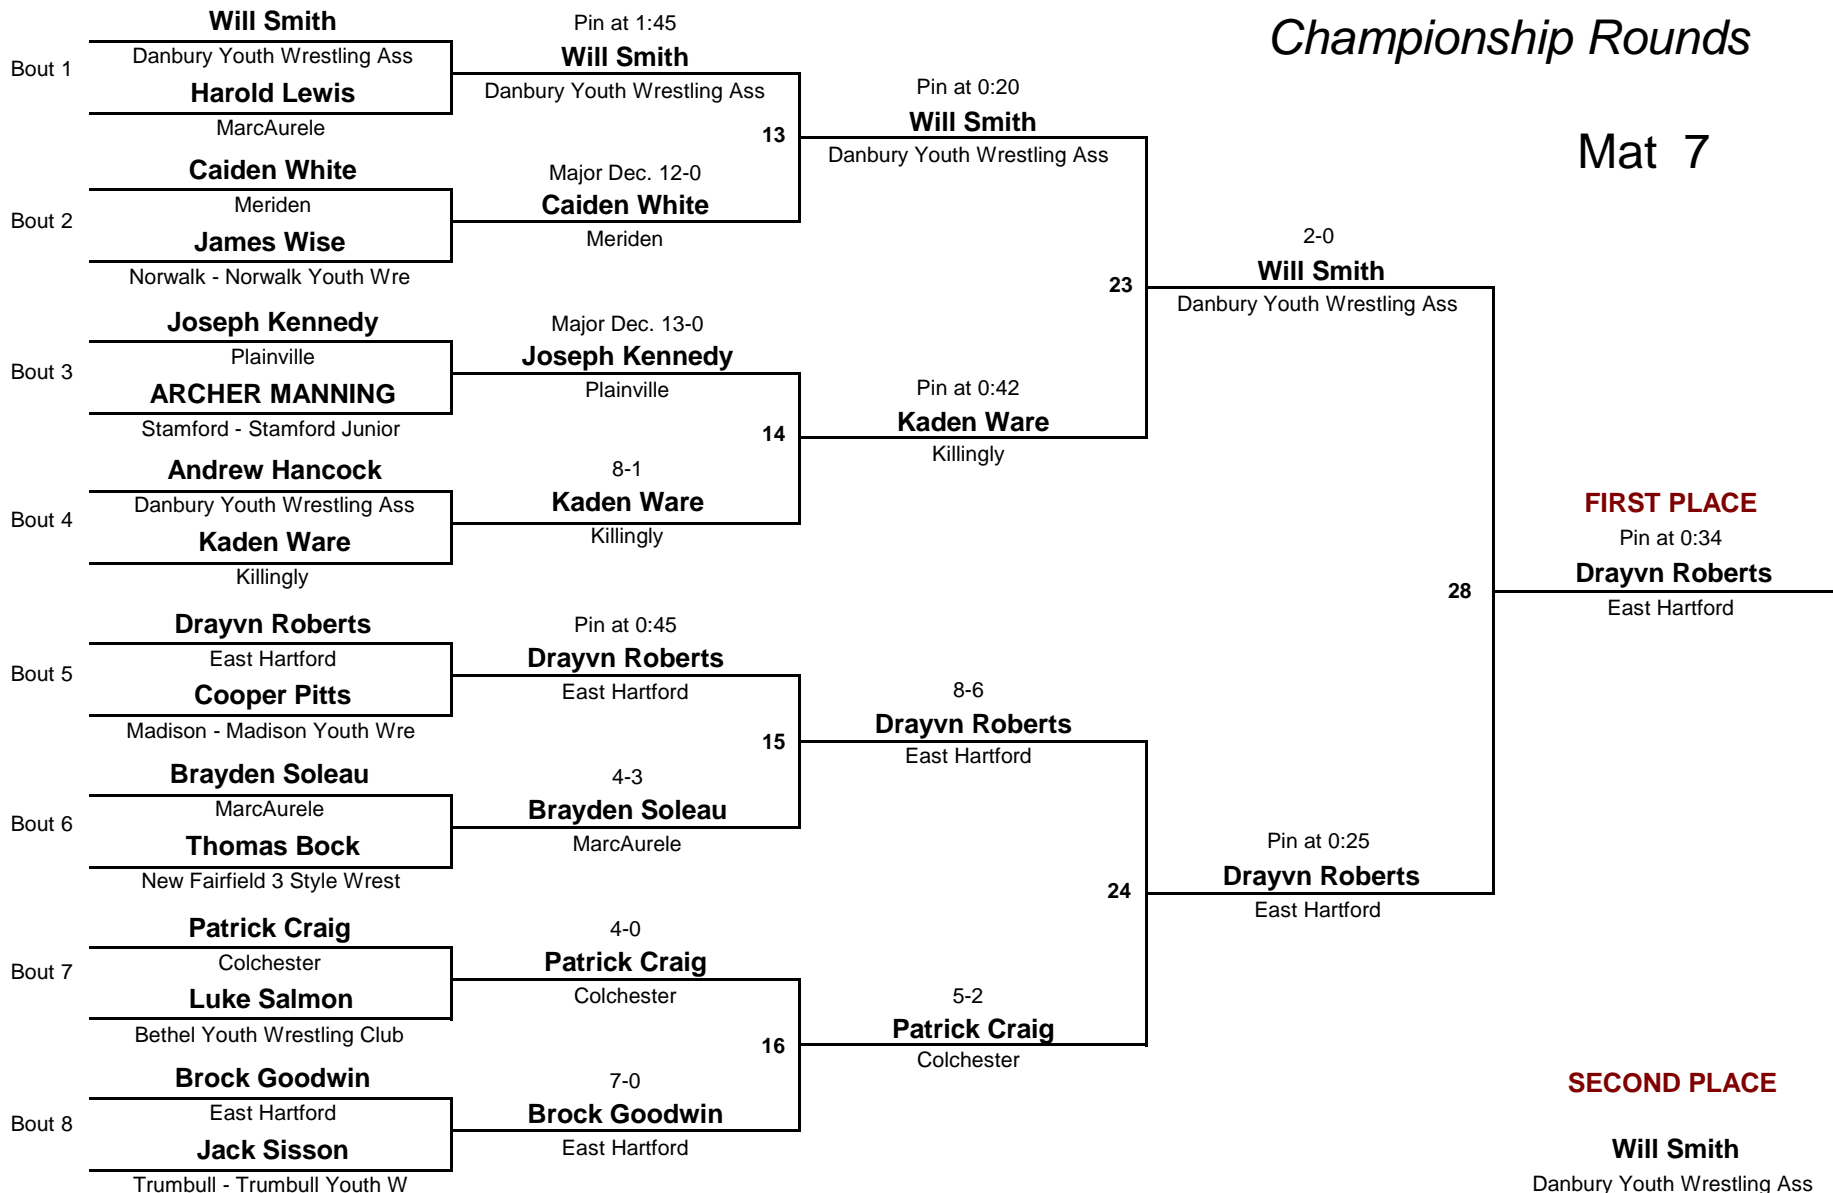 Championship Rounds
Mat 7
Bout 1
Will Smith
Danbury Youth Wrestling Ass
Harold Lewis
MarcAurele
Bout 2
Caiden White
Meriden
James Wise
Norwalk - Norwalk Youth Wre
Bout 3
Joseph Kennedy
Plainville
ARCHER MANNING
Stamford - Stamford Junior
Bout 4
Andrew Hancock
Danbury Youth Wrestling Ass
Kaden Ware
Killingly
Bout 5
Drayvn Roberts
East Hartford
Cooper Pitts
Madison - Madison Youth Wre
Bout 6
Brayden Soleau
MarcAurele
Thomas Bock
New Fairfield 3 Style Wrest
Bout 7
Patrick Craig
Colchester
Luke Salmon
Bethel Youth Wrestling Club
Bout 8
Brock Goodwin
East Hartford
Jack Sisson
Trumbull - Trumbull Youth W
Pin at 1:45
Will Smith
Danbury Youth Wrestling Ass
13
Major Dec. 12-0
Caiden White
Meriden
Major Dec. 13-0
Joseph Kennedy
Plainville
14
8-1
Kaden Ware
Killingly
Pin at 0:45
Drayvn Roberts
East Hartford
15
4-3
Brayden Soleau
MarcAurele
4-0
Patrick Craig
Colchester
16
7-0
Brock Goodwin
East Hartford
Pin at 0:20
Will Smith
Danbury Youth Wrestling Ass
23
Pin at 0:42
Kaden Ware
Killingly
8-6
Drayvn Roberts
East Hartford
24
5-2
Patrick Craig
Colchester
2-0
Will Smith
Danbury Youth Wrestling Ass
28
Pin at 0:25
Drayvn Roberts
East Hartford
FIRST PLACE
Pin at 0:34
Drayvn Roberts
East Hartford
SECOND PLACE
Will Smith
Danbury Youth Wrestling Ass